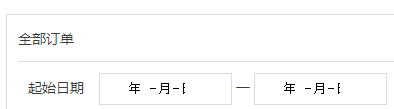 全部订单
起始日期 年 -月-日 — 年 -月-日